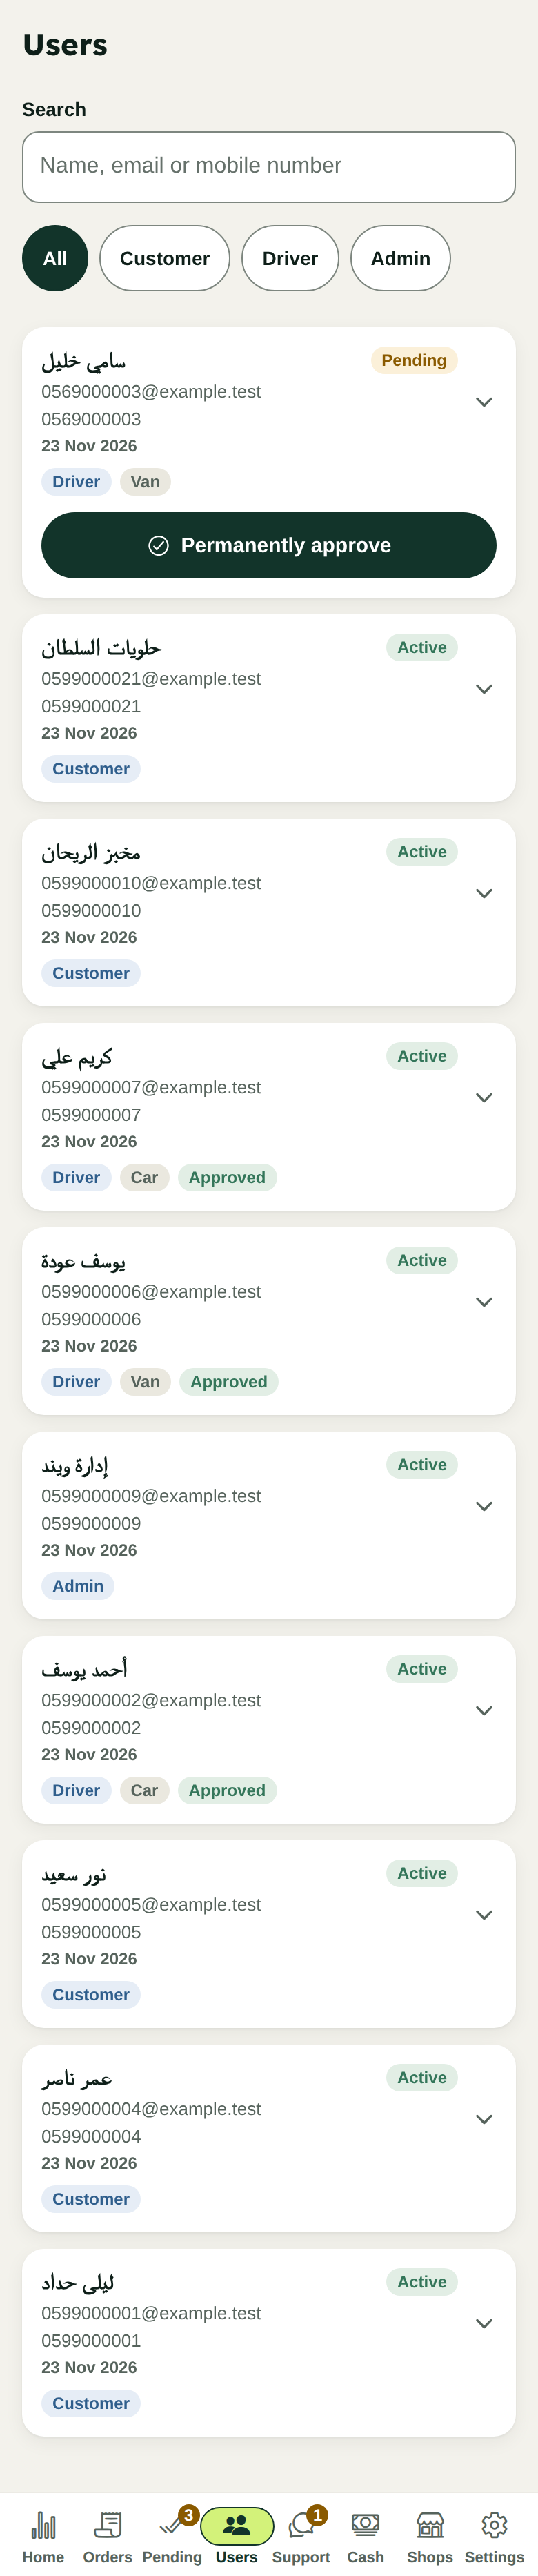 Users
Search
Name, email or mobile number
All Customer Driver Admin
سامي خليل Pending
0569000003@example.test
0569000003
23 Nov 2026
Driver Van
Permanently approve
حلويات السلطان Active
0599000021@example.test
0599000021
23 Nov 2026
Customer
مخبز الريحان Active
0599000010@example.test
0599000010
23 Nov 2026
Customer
كريم علي Active
0599000007@example.test
0599000007
23 Nov 2026
Driver Car Approved
يوسف عودة Active
0599000006@example.test
0599000006
23 Nov 2026
Driver Van Approved
إدارة ويند Active
0599000009@example.test
0599000009
23 Nov 2026
Admin
أحمد يوسف Active
0599000002@example.test
0599000002
23 Nov 2026
Driver Car Approved
نور سعيد Active
0599000005@example.test
0599000005
23 Nov 2026
Customer
عمر ناصر Active
0599000004@example.test
0599000004
23 Nov 2026
Customer
ليلى حداد Active
0599000001@example.test
0599000001
23 Nov 2026
Customer
3 1
Home Orders Pending Users Support Cash Shops Settings